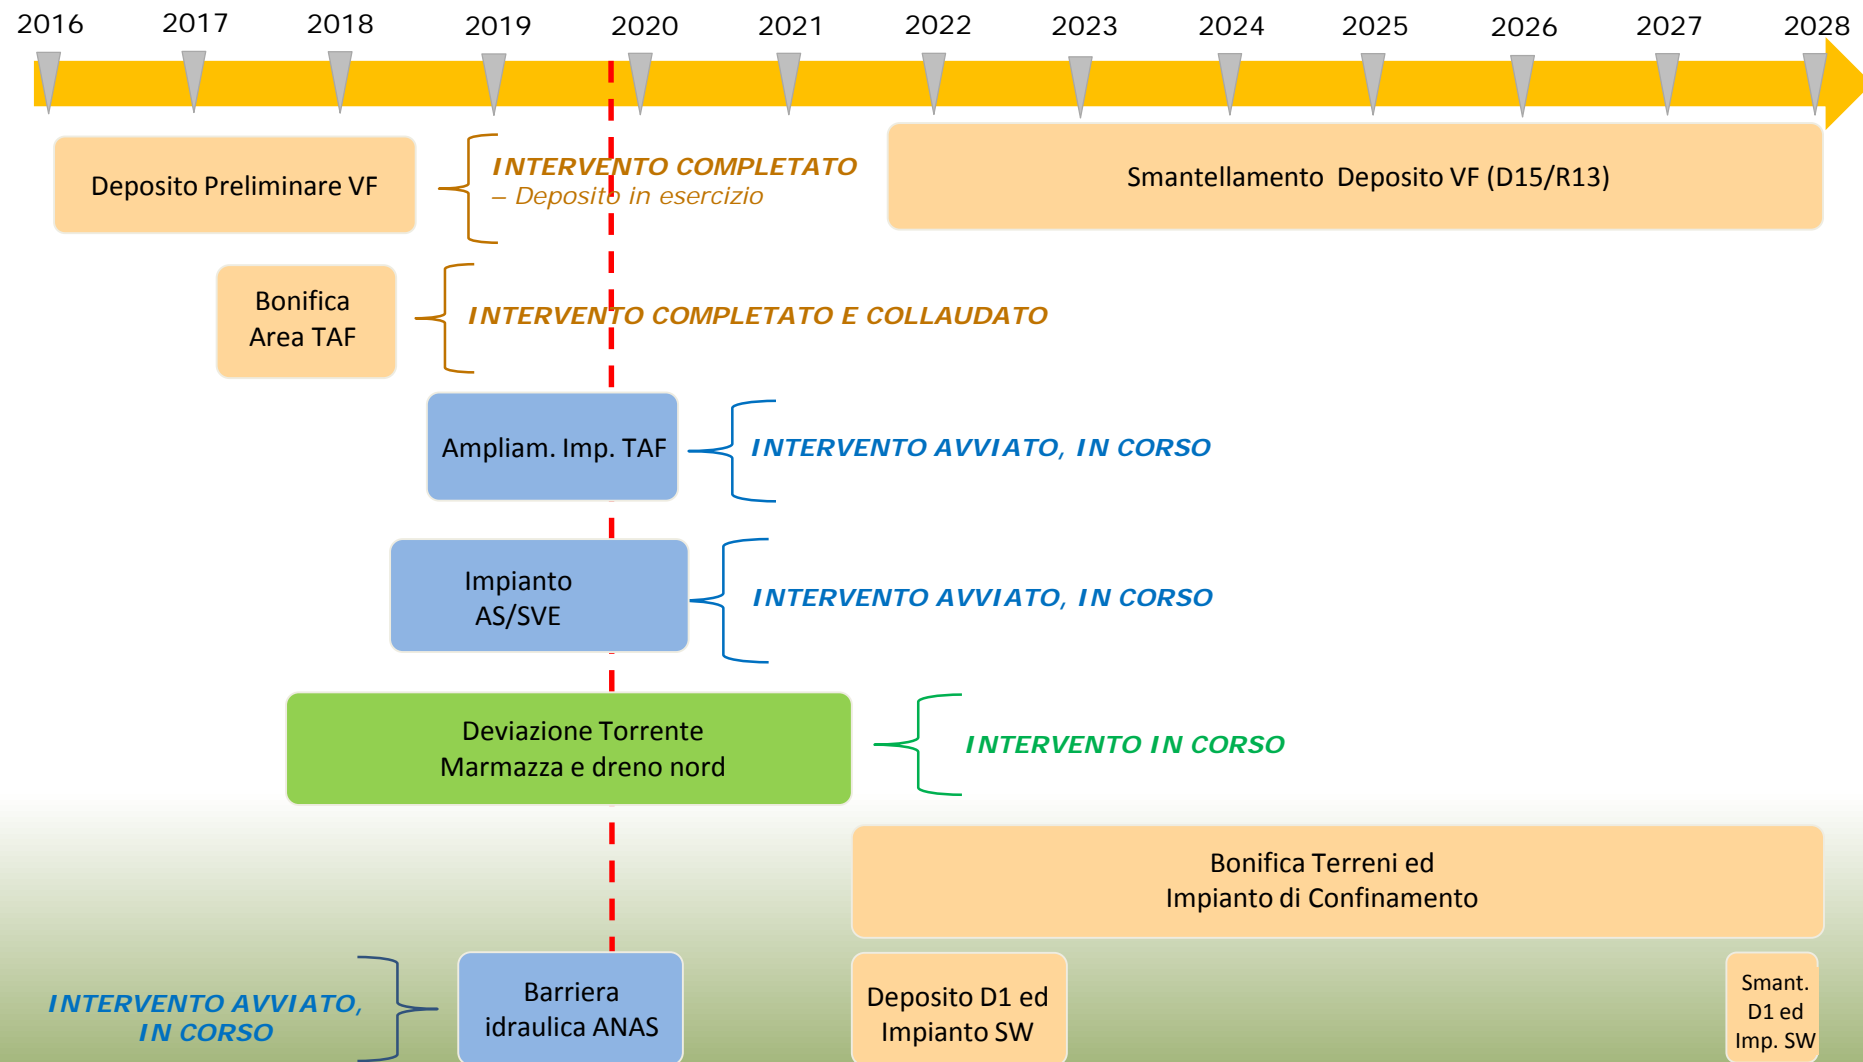 2016 2017 2018 2019 2020 2021 2022 2023 2024 2025 2026 2027 2028
Deposito Preliminare VF
INTERVENTO COMPLETATO
– Deposito in esercizio
Smantellamento Deposito VF (D15/R13)
Bonifica
Area TAF
INTERVENTO COMPLETATO E COLLAUDATO
Ampliam. Imp. TAF
INTERVENTO AVVIATO, IN CORSO
Impianto
AS/SVE
INTERVENTO AVVIATO, IN CORSO
Deviazione Torrente
Marmazza e dreno nord
INTERVENTO IN CORSO
Bonifica Terreni ed
Impianto di Confinamento
INTERVENTO AVVIATO,
IN CORSO
Barriera
idraulica ANAS
Deposito D1 ed
Impianto SW
Smant.
D1 ed
Imp. SW